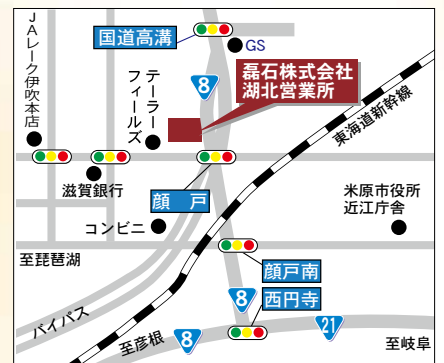 JAレーク伊吹本店
国道高溝
GS
テーラー
フィールズ
8
磊石株式会社
湖北営業所
東海道新幹線
滋賀銀行
顔 戸
コンビニ
米原市役所
近江庁舎
至琵琶湖
顔戸南
8
西円寺
バイパス
至彦根
8
21
至岐阜